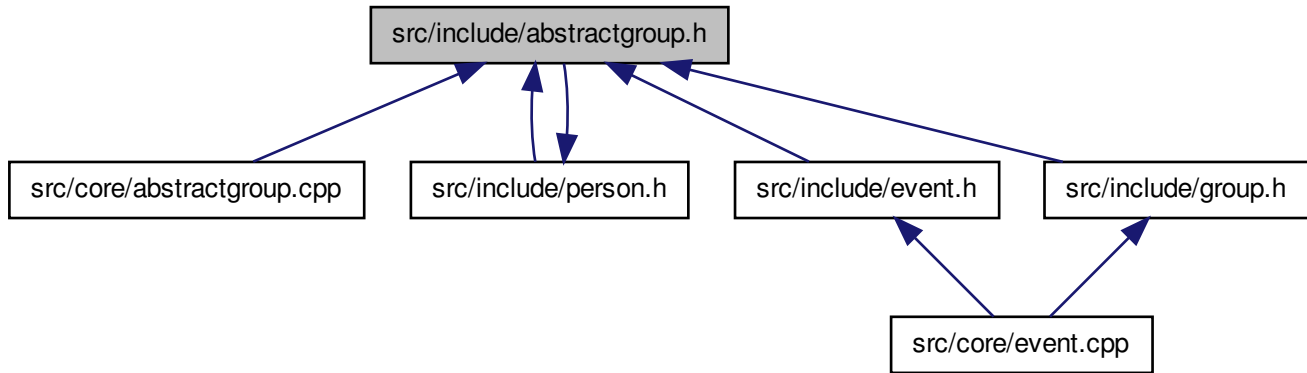 src/include/abstractgroup.h
src/core/abstractgroup.cpp
src/include/person.h
src/include/event.h
src/include/group.h
src/core/event.cpp